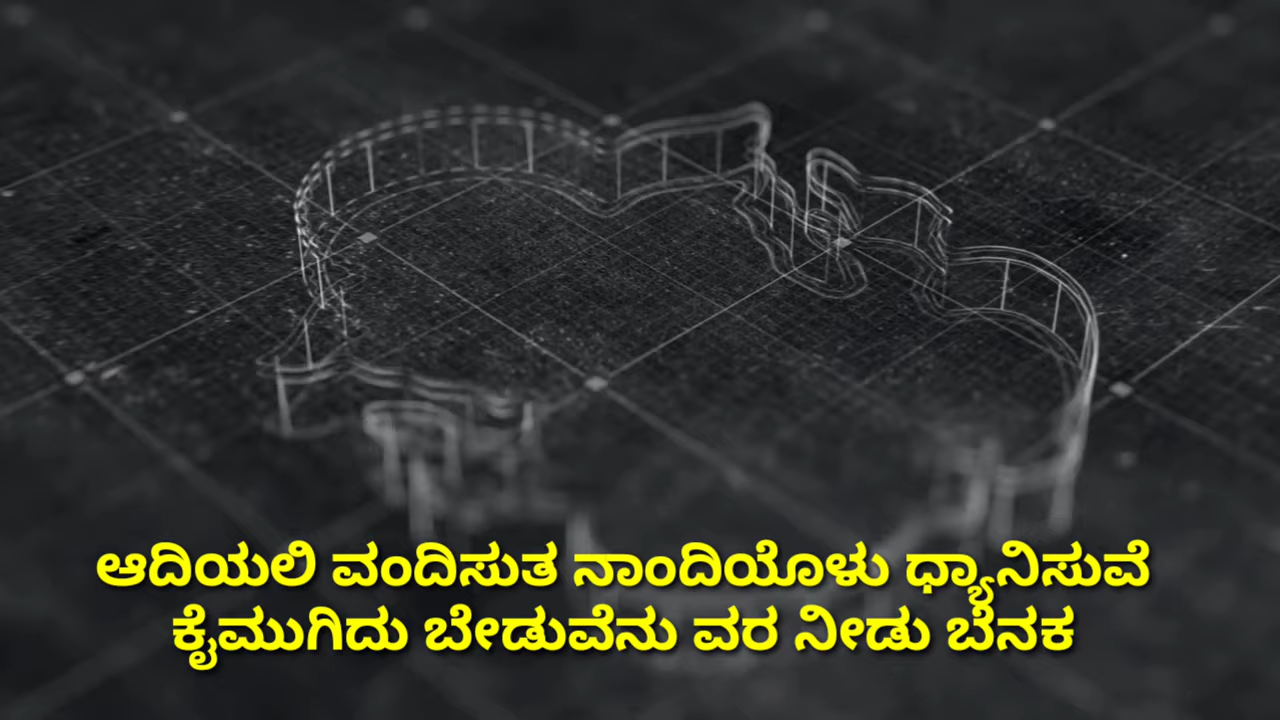 ಆದಿಯಲಿ ವಂದಿಸುತ ನಾಂದಿಯೊಳು ಧ್ಯಾನಿಸುವೆ
ಕೈಮುಗಿದು ಬೇಡುವೆನು ವರ ನೀಡು ಬೆನಕ